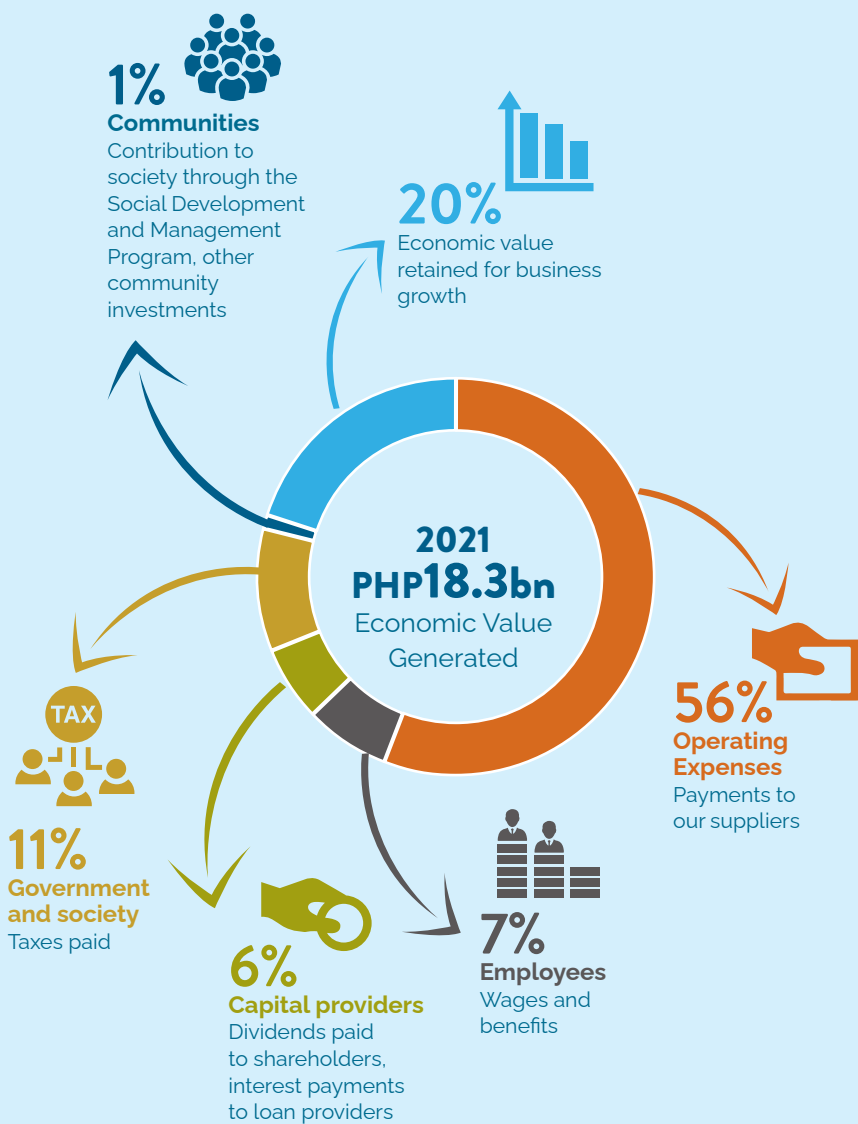 1%
Communities
Contribution to
society through the
Social Development
and Management
Program, other
community
investments
20%
Economic value
retained for business
growth
2021
PHP18.3bn
Economic Value
Generated
56%
Operating
Expenses
Payments to
our suppliers
TAX
11%
Government
and society
Taxes paid
6%
Capital providers
Dividends paid
to shareholders,
interest payments
to loan providers
7%
Employees
Wages and
benefits